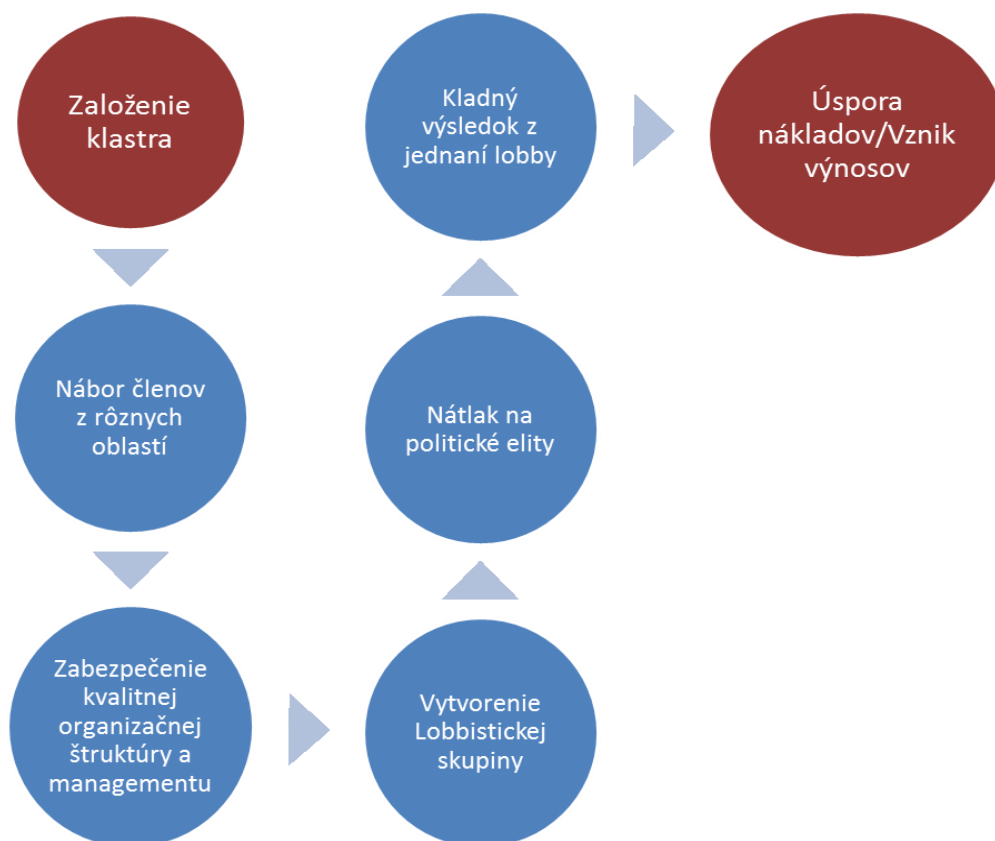 Založenie
klastra
Nábor členov
z rôznych
oblastí
Zabezpečenie
kvalitnej
organizačnej
štruktúry a
managementu
Vytvorenie
Lobbistickej
skupiny
Nátlak na
politické elity
Kladný
výsledok z
jednaní lobby
Úspora
nákladov/Vznik
výnosov